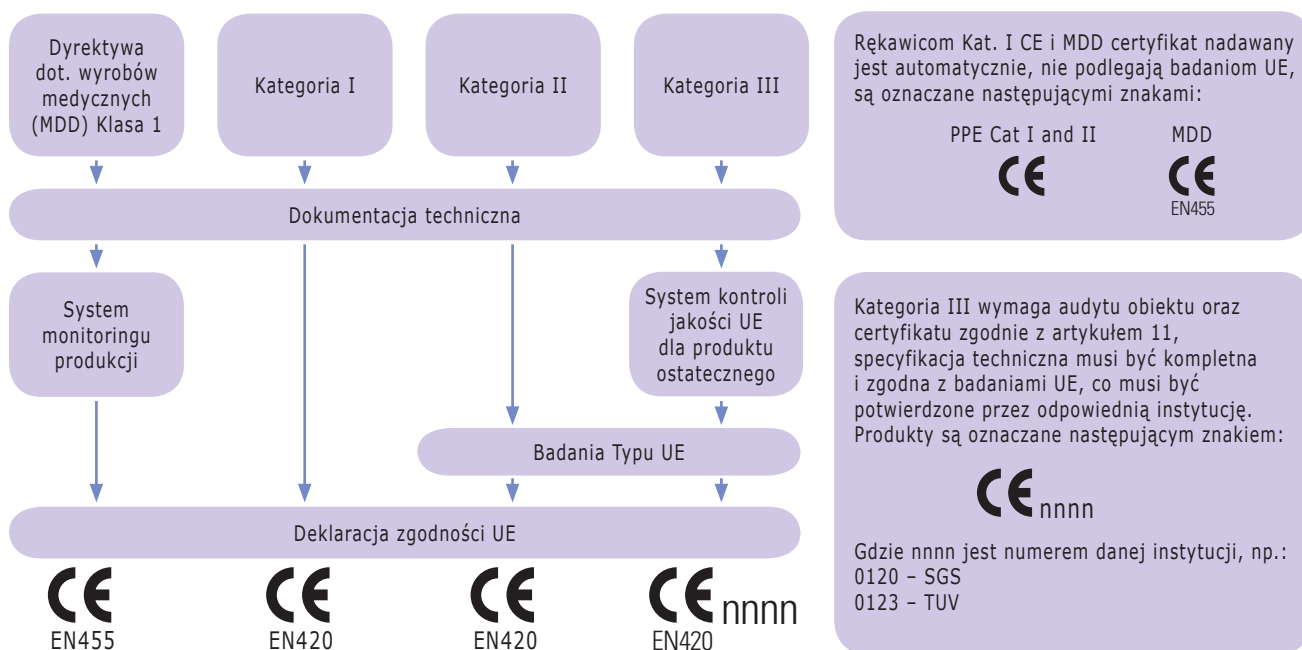 Dyrektywa
dot. wyrobów
medycznych
(MDD) Klasa 1
Kategoria I
Kategoria II
Kategoria III
Dokumentacja techniczna
System
monitoringu
produkcji
System kontroli
jakości UE
dla produktu
ostatecznego
Badania Typu UE
Deklaracja zgodności UE
CE
EN455
CE
EN420
CE
EN420
CE nnnn
EN420
Rękawicom Kat. I CE i MDD certyfikat nadawany
jest automatycznie, nie podlegają badaniom UE,
są oznaczane następującymi znakami:
PPE Cat I and II
CE
MDD
CE
EN455
Kategoria III wymaga audytu obiektu oraz
certyfikatu zgodnie z artykułem 11,
specyfikacja techniczna musi być kompletna
i zgodna z badaniami UE, co musi być
potwierdzone przez odpowiednią instytucję.
Produkty są oznaczane następującym znakiem:
CE nnnn
Gdzie nnnn jest numerem danej instytucji, np.:
0120 – SGS
0123 – TUV